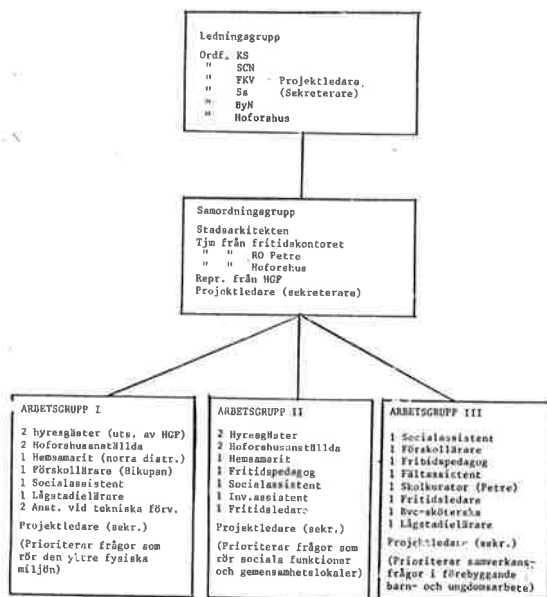 Ledningsgrupp
Ordf. KS
" SCN
" FKV Projektledare
" Sa (Sekreterare)
" ByN
" Hoforshus
Samordningsgrupp
Stadsarkitekten
Tjm från fritidskontoret
" " RO Petre
" " Hoforshus
Repr. från HGF
Projektledare (sekreterare)
ARBETSGRUPP I
2 hyresgäster (uts. av HGF)
2 Hoforshusanställda
1 Hemsamarit (norra distr.)
1 Förskollärare (Bikupan)
1 Socialassistent
1 Lågstadielärare
2 Anst. vid tekniska förv.
Projektledare (sekr.)
(Prioriterar frågor som
rör den yttre fysiska
miljön)
ARBETSGRUPP II
2 Hyresgäster
2 Hoforshusanställda
1 Hemsamarit
1 Fritidspedagog
1 Socialassistent
1 Inv.assistent
1 Fritidsledare
Projektledare (sekr.)
(Prioriterar frågor som
rör sociala funktioner
och gemensamhetslokaler)
ARBETSGRUPP III
1 Socialassistent
1 Förskollärare
1 Fritidspedagog
1 Fältassistent
1 Skolkurator (Petre)
1 Fritidsledare
1 Bvc-sköterska
1 Lågstadielärare
Projektledare (sekr.)
(Prioriterar samverkans-
frågor i förebyggande
barn- och ungdomsarbete)